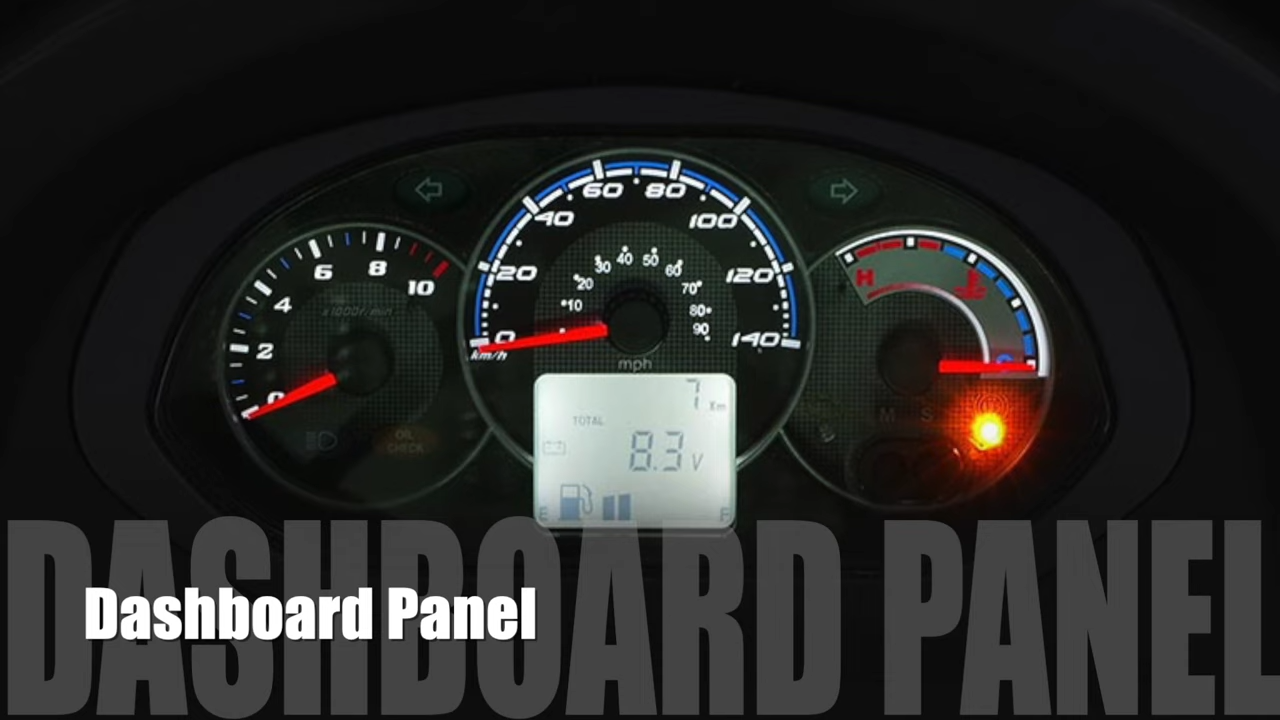 60 80
40 100
20 120
0 140
km/h
10 20 30 40 50 60 70 80 90
mph
0 2 4 6 8 10
x1000r/min
OIL
CHECK
H
C
7 Km
TOTAL
8.3 V
E F
M S
DASHBOARD PANEL
Dashboard Panel